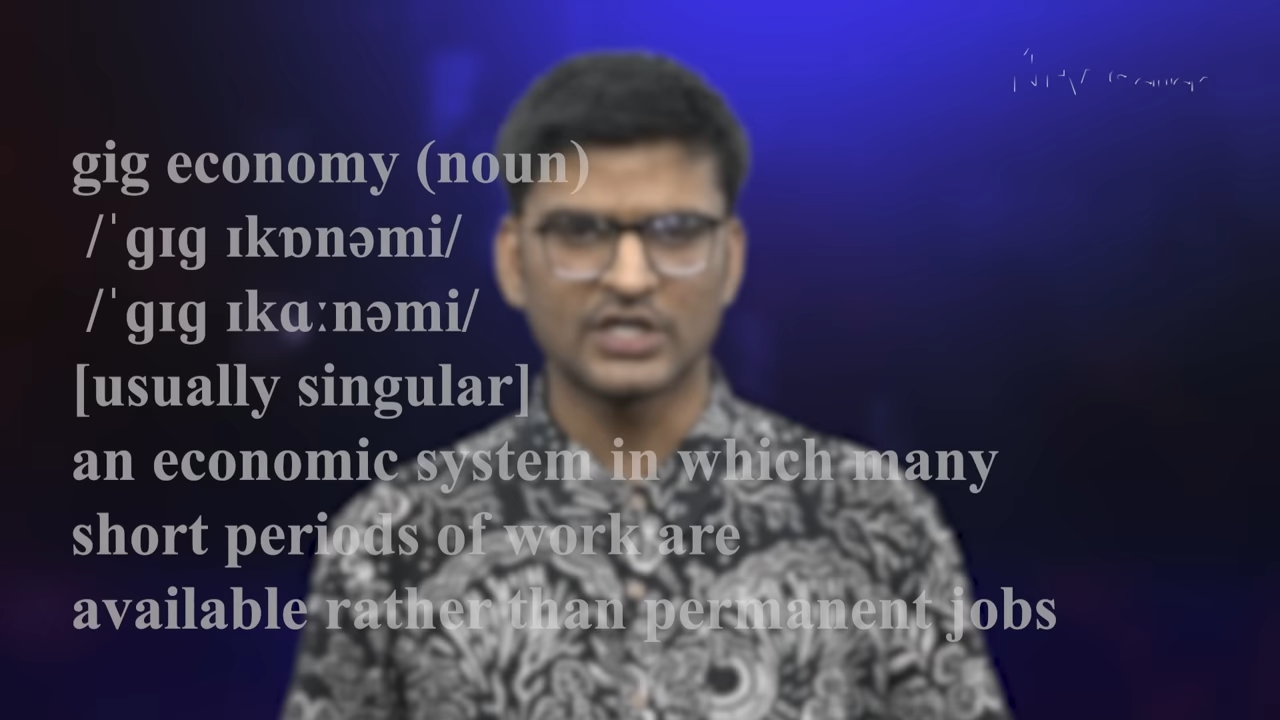 gig economy (noun)
/ˈɡɪɡ ɪkɒnəmi/
/ˈɡɪɡ ɪkɑːnəmi/
[usually singular]
an economic system in which many
short periods of work are
available rather than permanent jobs